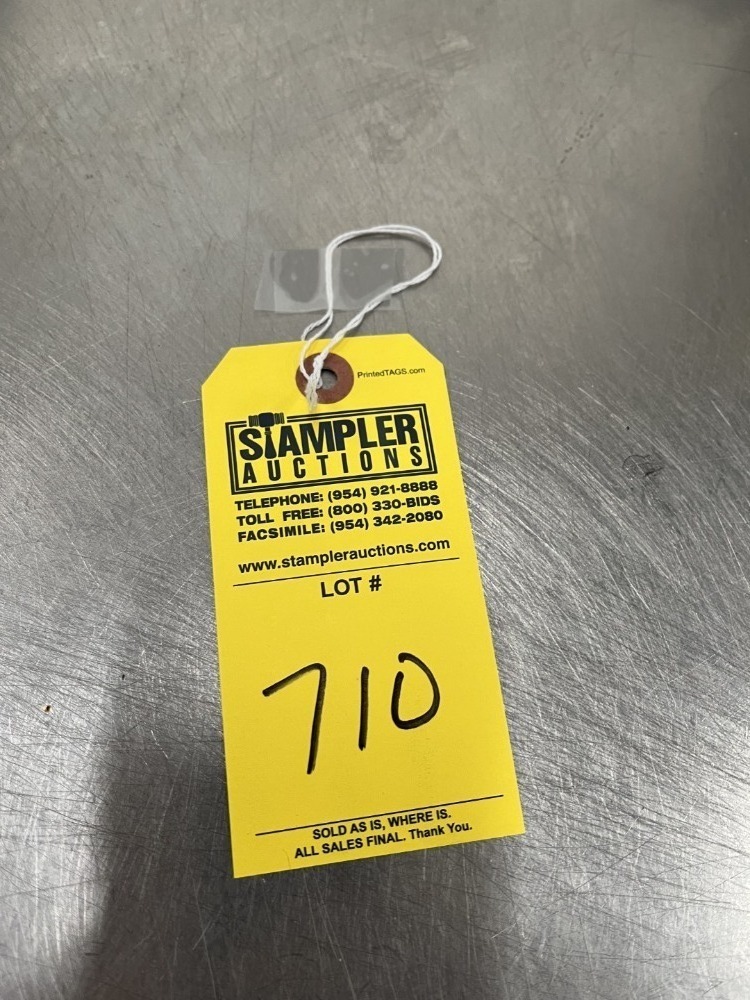 PrintedTAGS.com
STAMPLER
AUCTIONS
TELEPHONE: (954) 921-8888
TOLL FREE: (800) 330-BIDS
FACSIMILE: (954) 342-2080
www.stamplerauctions.com
LOT #
710
SOLD AS IS, WHERE IS.
ALL SALES FINAL. Thank You.